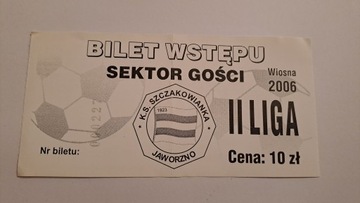 BILET WSTĘPU
SEKTOR GOŚCI
Wiosna
2006
K.S. SZCZAKOWIANKA
1923
JAWORZNO
II LIGA
Nr biletu:
Cena: 10 zł